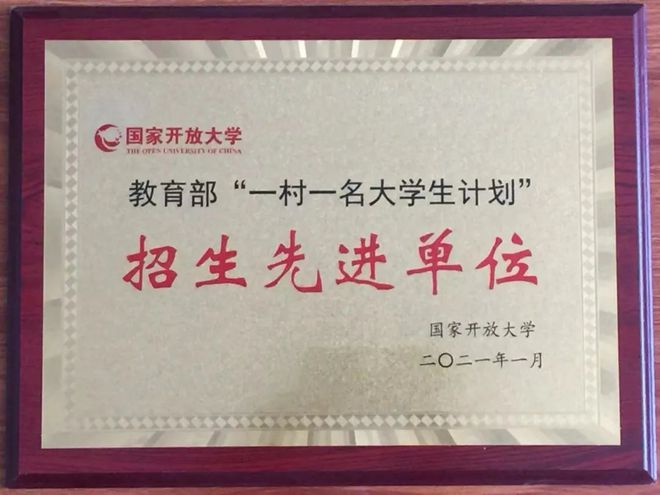 国家开放大学
THE OPEN UNIVERSITY OF CHINA
教育部“一村一名大学生计划”
招生先进单位
国家开放大学
二〇二一年一月